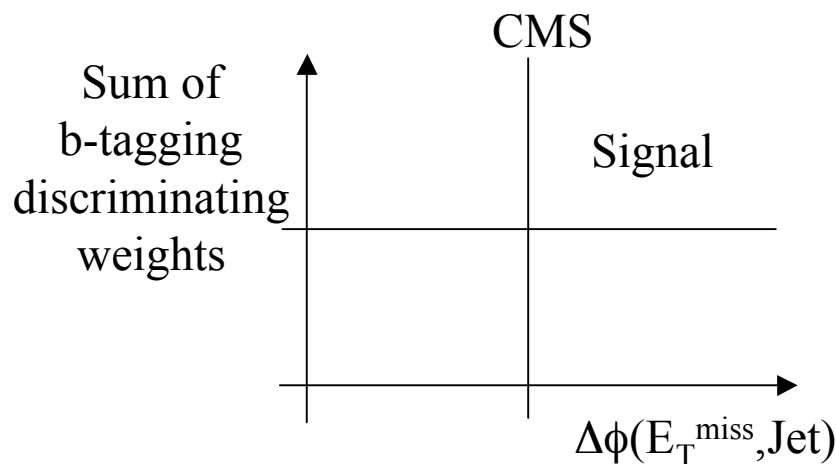 CMS
Sum of
b-tagging
discriminating
weights
Signal
Δϕ(E_T^miss,Jet)